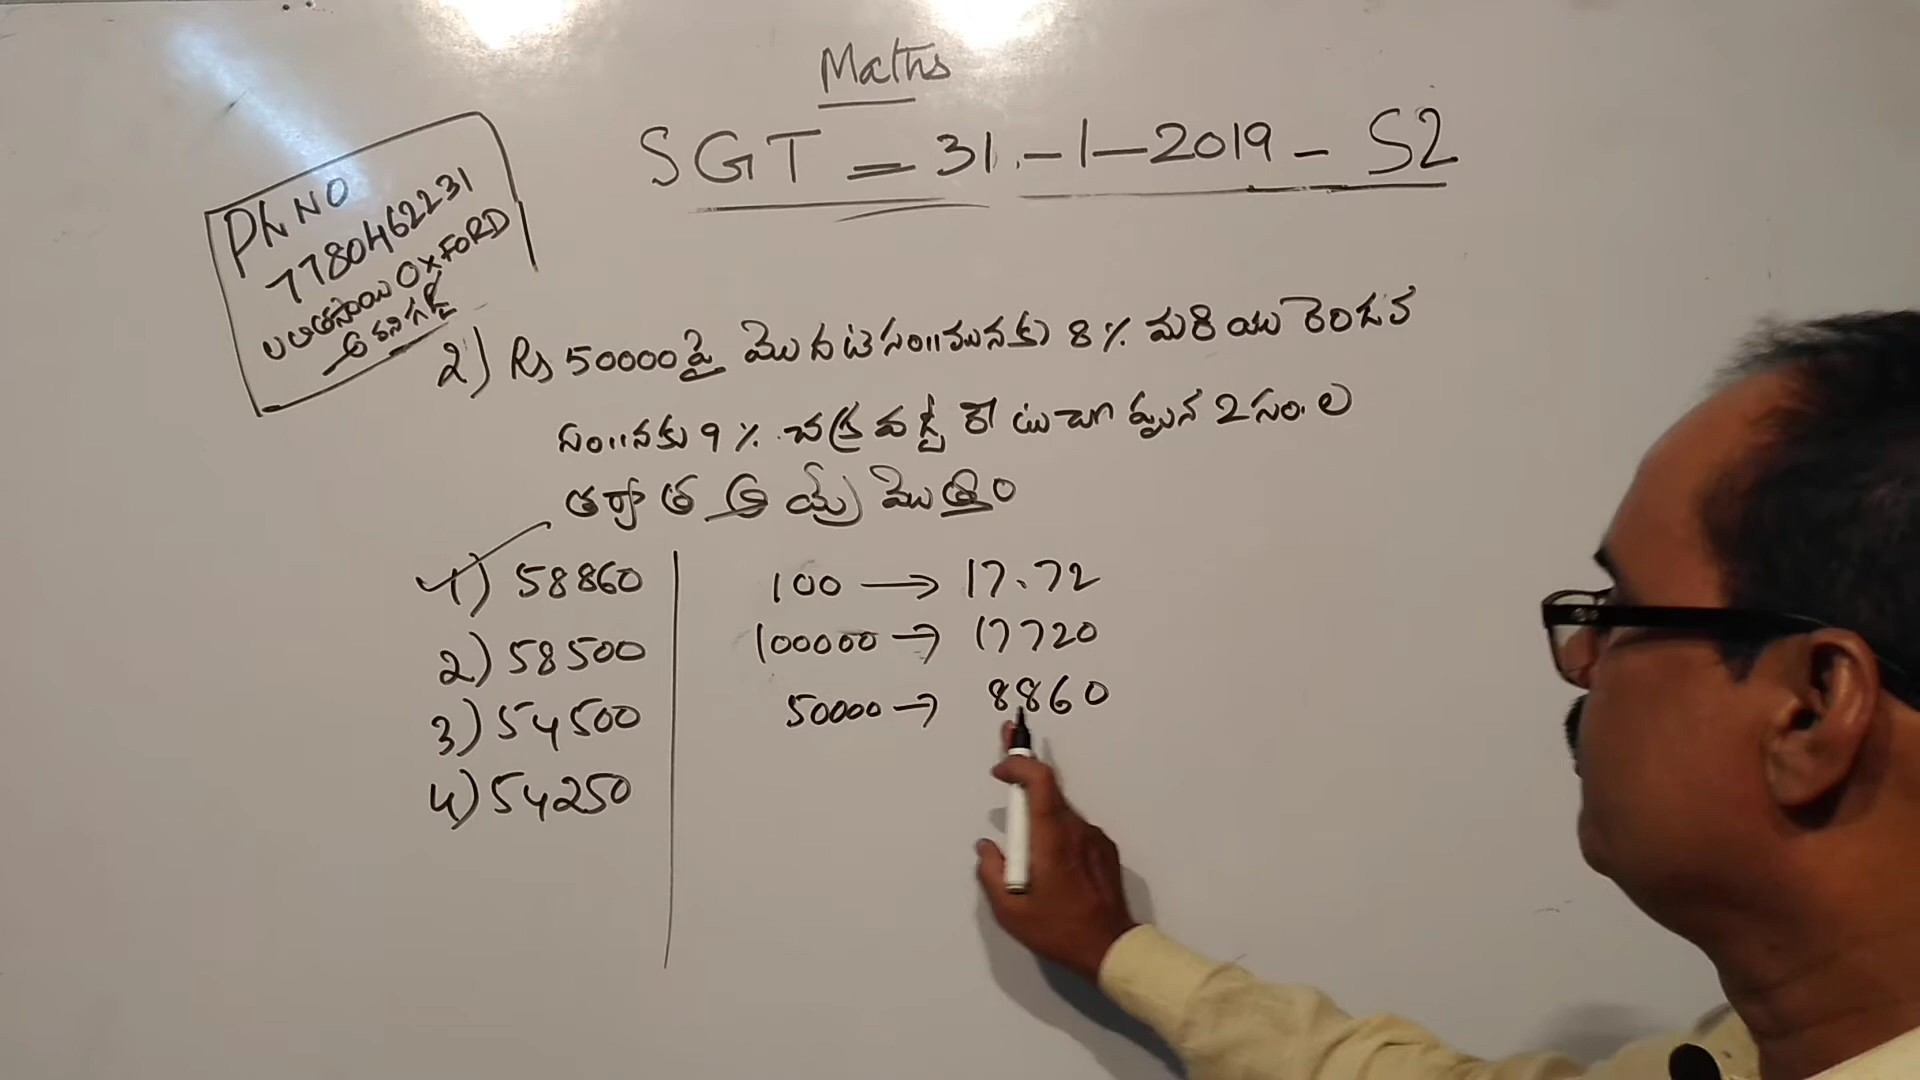 Maths
SGT = 31-1-2019 - S2
Ph NO
7780462231
OXFORD
2) Rs 50000పై మొదటి సం॥మునకు 8% మరియు రెండవ
సం॥నకు 9% చక్రవడ్డీ రేటు చొప్పున 2 సం.ల
తర్వాత అయ్యే మొత్తం
1) 58860
2) 58500
3) 54500
4) 54250
100 → 17.72
100000 → 17720
50000 → 8860